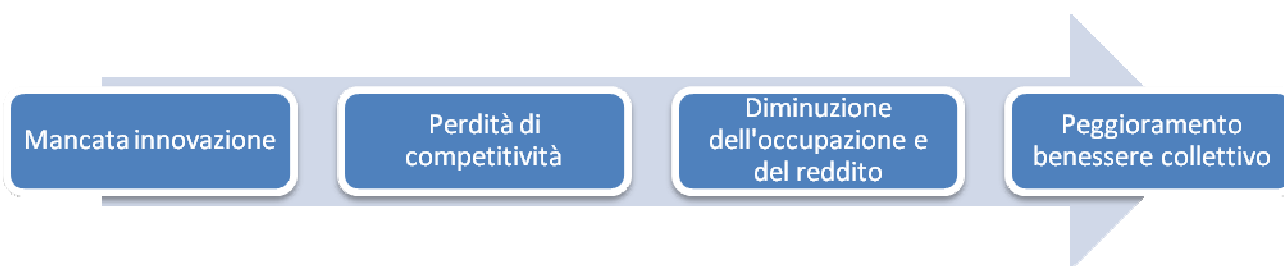 Mancata innovazione
Perdità di
competitività
Diminuzione
dell'occupazione e
del reddito
Peggioramento
benessere collettivo